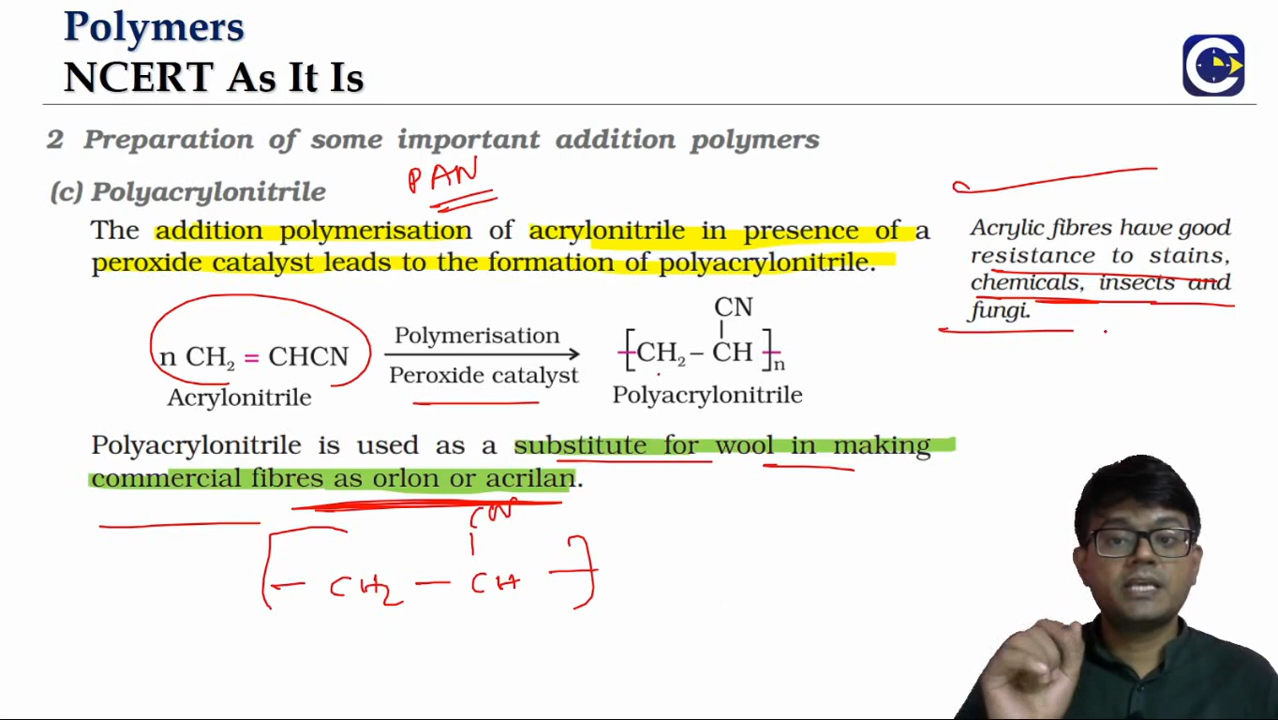 Polymers
NCERT As It Is
2 Preparation of some important addition polymers
(c) Polyacrylonitrile
PAN
The addition polymerisation of acrylonitrile in presence of a
peroxide catalyst leads to the formation of polyacrylonitrile.
Acrylic fibres have good
resistance to stains,
chemicals, insects and
fungi.
n CH₂ = CHCN
Acrylonitrile
Polymerisation
Peroxide catalyst
CN
[CH₂ – CH]n
Polyacrylonitrile
Polyacrylonitrile is used as a substitute for wool in making
commercial fibres as orlon or acrilan.
CN
[– CH₂ – CH –]